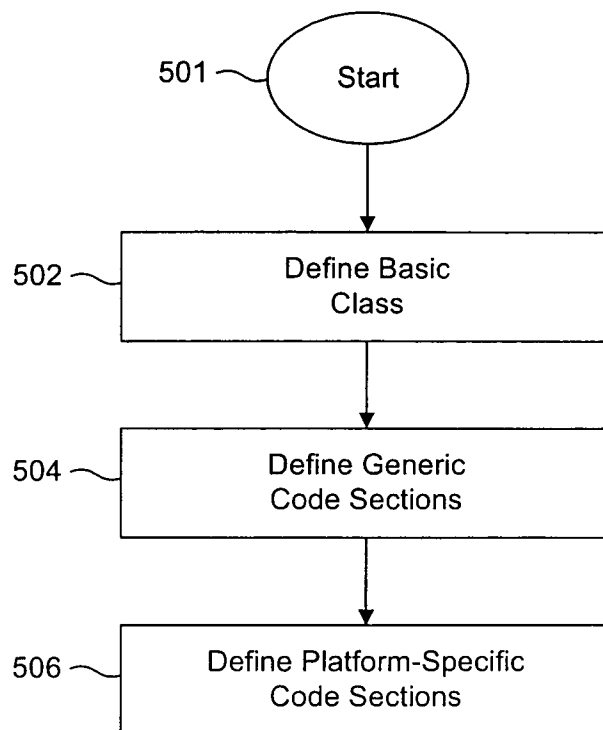 501
Start
502
Define Basic
Class
504
Define Generic
Code Sections
506
Define Platform-Specific
Code Sections